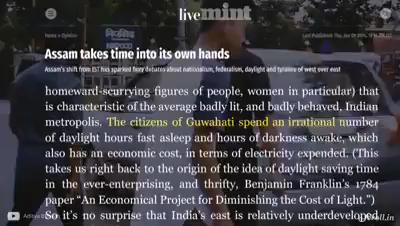 livemint
Home > Opinion
Assam takes time into its own hands
Assam's shift from IST has sparked fiery debates about nationalism, federalism, daylight and tyranny of west over east
homeward-scurrying figures of people, women in particular) that
is characteristic of the average badly lit, and badly behaved, Indian
metropolis. The citizens of Guwahati spend an irrational number
of daylight hours fast asleep and hours of darkness awake, which
also has an economic cost, in terms of electricity expended. (This
takes us right back to the origin of the idea of daylight saving time
in the ever-enterprising, and thrifty, Benjamin Franklin's 1784
paper "An Economical Project for Diminishing the Cost of Light.")
So it's no surprise that India's east is relatively underdeveloped
Scroll.in